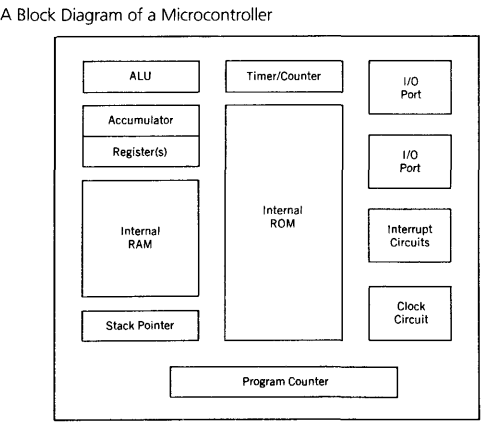 A Block Diagram of a Microcontroller
ALU
Timer/Counter
I/O
Port
Accumulator
Register(s)
I/O
Port
Internal
RAM
Internal
ROM
Interrupt
Circuits
Stack Pointer
Clock
Circuit
Program Counter